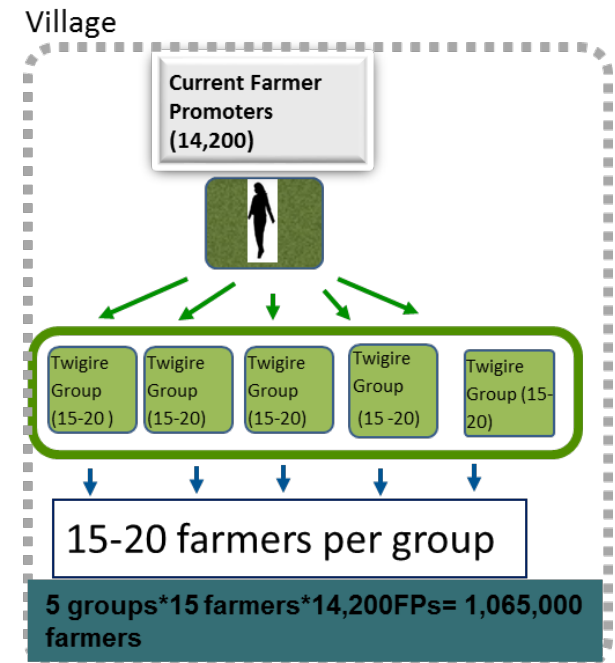 Village
Current Farmer
Promoters
(14,200)
Twigire
Group
(15-20 )
Twigire
Group
(15-20)
Twigire
Group
(15-20)
Twigire
Group
(15 -20)
Twigire
Group (15-
20)
15-20 farmers per group
5 groups*15 farmers*14,200FPs= 1,065,000
farmers